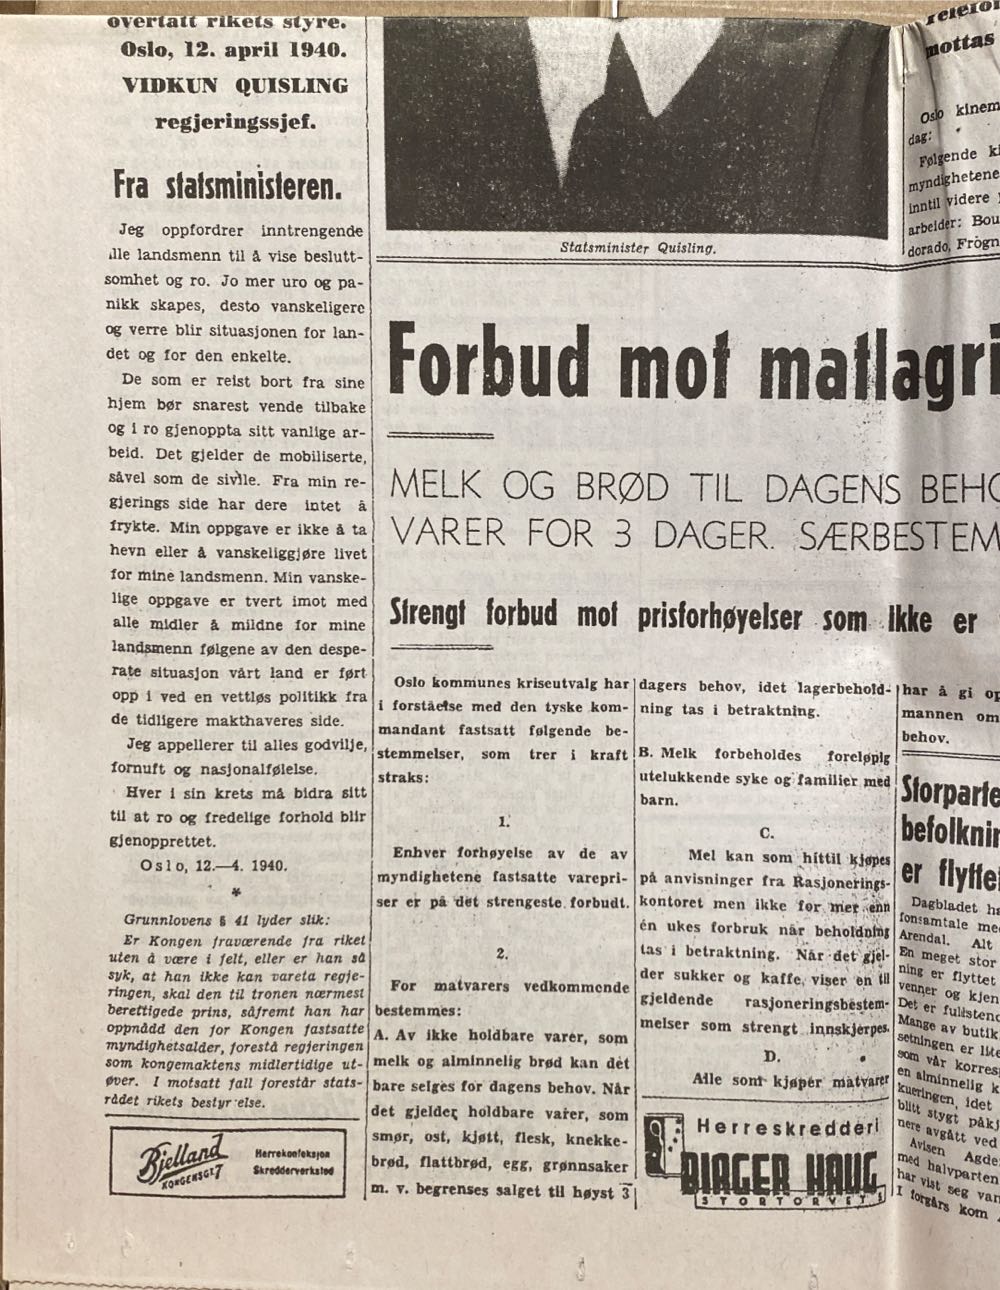 overtatt rikets styre.
Oslo, 12. april 1940.
VIDKUN QUISLING
regjeringssjef.
Fra statsministeren.
Jeg oppfordrer inntrengende
alle landsmenn til å vise beslutt-
somhet og ro. Jo mer uro og pa-
nikk skapes, desto vanskeligere
og verre blir situasjonen for lan-
det og for den enkelte.
De som er reist bort fra sine
hjem bør snarest vende tilbake
og i ro gjenoppta sitt vanlige ar-
beid. Det gjelder de mobiliserte,
såvel som de sivile. Fra min re-
gjerings side har dere intet å
frykte. Min oppgave er ikke å ta
hevn eller å vanskeliggjøre livet
for mine landsmenn. Min vanske-
lige oppgave er tvert imot med
alle midler å mildne for mine
landsmenn følgene av den despe-
rate situasjon vårt land er ført
opp i ved en vettløs politikk fra
de tidligere makthaveres side.
Jeg appellerer til alles godvilje,
fornuft og nasjonalfølelse.
Hver i sin krets må bidra sitt
til at ro og fredelige forhold blir
gjenopprettet.
Oslo, 12.—4. 1940.
*
Grunnlovens § 41 lyder slik:
Er Kongen fraværende fra riket
uten å være i felt, eller er han så
syk, at han ikke kan vareta regje-
ringen, skal den til tronen nærmest
berettigede prins, såfremt han har
oppnådd den for Kongen fastsatte
myndighetsalder, forestå regjeringen
som kongemaktens midlertidige ut-
øver. I motsatt fall forestår stats-
rådet rikets bestyrelse.
Bjelland
KONGENSGT 7
Herrekonfeksjon
Skredderverksted
Statsminister Quisling.
Forbud mot matlagri
MELK OG BRØD TIL DAGENS BEHO
VARER FOR 3 DAGER. SÆRBESTEM
Strengt forbud mot prisforhøyelser som ikke er
Oslo kommunes kriseutvalg har
i forståelse med den tyske kom-
mandant fastsatt følgende be-
stemmelser, som trer i kraft
straks:
1.
Enhver forhøyelse av de av
myndighetene fastsatte varepri-
ser er på det strengeste forbudt.
2.
For matvarers vedkommende
bestemmes:
A. Av ikke holdbare varer, som
melk og alminnelig brød kan det
bare selges for dagens behov. Når
det gjelder holdbare varer, som
smør, ost, kjøtt, flesk, knekke-
brød, flattbrød, egg, grønnsaker
m. v. begrenses salget til høyst 3
dagers behov, idet lagerbehold-
ning tas i betraktning.
B. Melk forbeholdes foreløpig
utelukkende syke og familier med
barn.
C.
Mel kan som hittil kjøpes
på anvisninger fra Rasjonerings-
kontoret men ikke for mer enn
én ukes forbruk når beholdning
tas i betraktning. Når det gjel-
der sukker og kaffe, viser en til
gjeldende rasjoneringsbestem-
melser som strengt innskjerpes.
D.
Alle som kjøper matvarer
Herreskredderi
BIRGER HAUG
STORTORVET 2
Telefon
mottas
Oslo kinem
dag:
Følgende ki
myndighetene
inntil videre
arbeider: Bou
dorado, Frogn
har å gi op
mannen om
behov.
Storparte
befolknin
er flyttet
Dagbladet ha
fonsamtale me
Arendal. Alt
En meget stor
ning er flyttet
venner og kjen
Det er fullstend
Mange av butik
setningen er like
som vår korres
en alminnelig k
kueringen, idet
blitt stygt påkj
nere avgått ved
Avisen Agde
med halvparten
har vist seg van
I forgårs kom